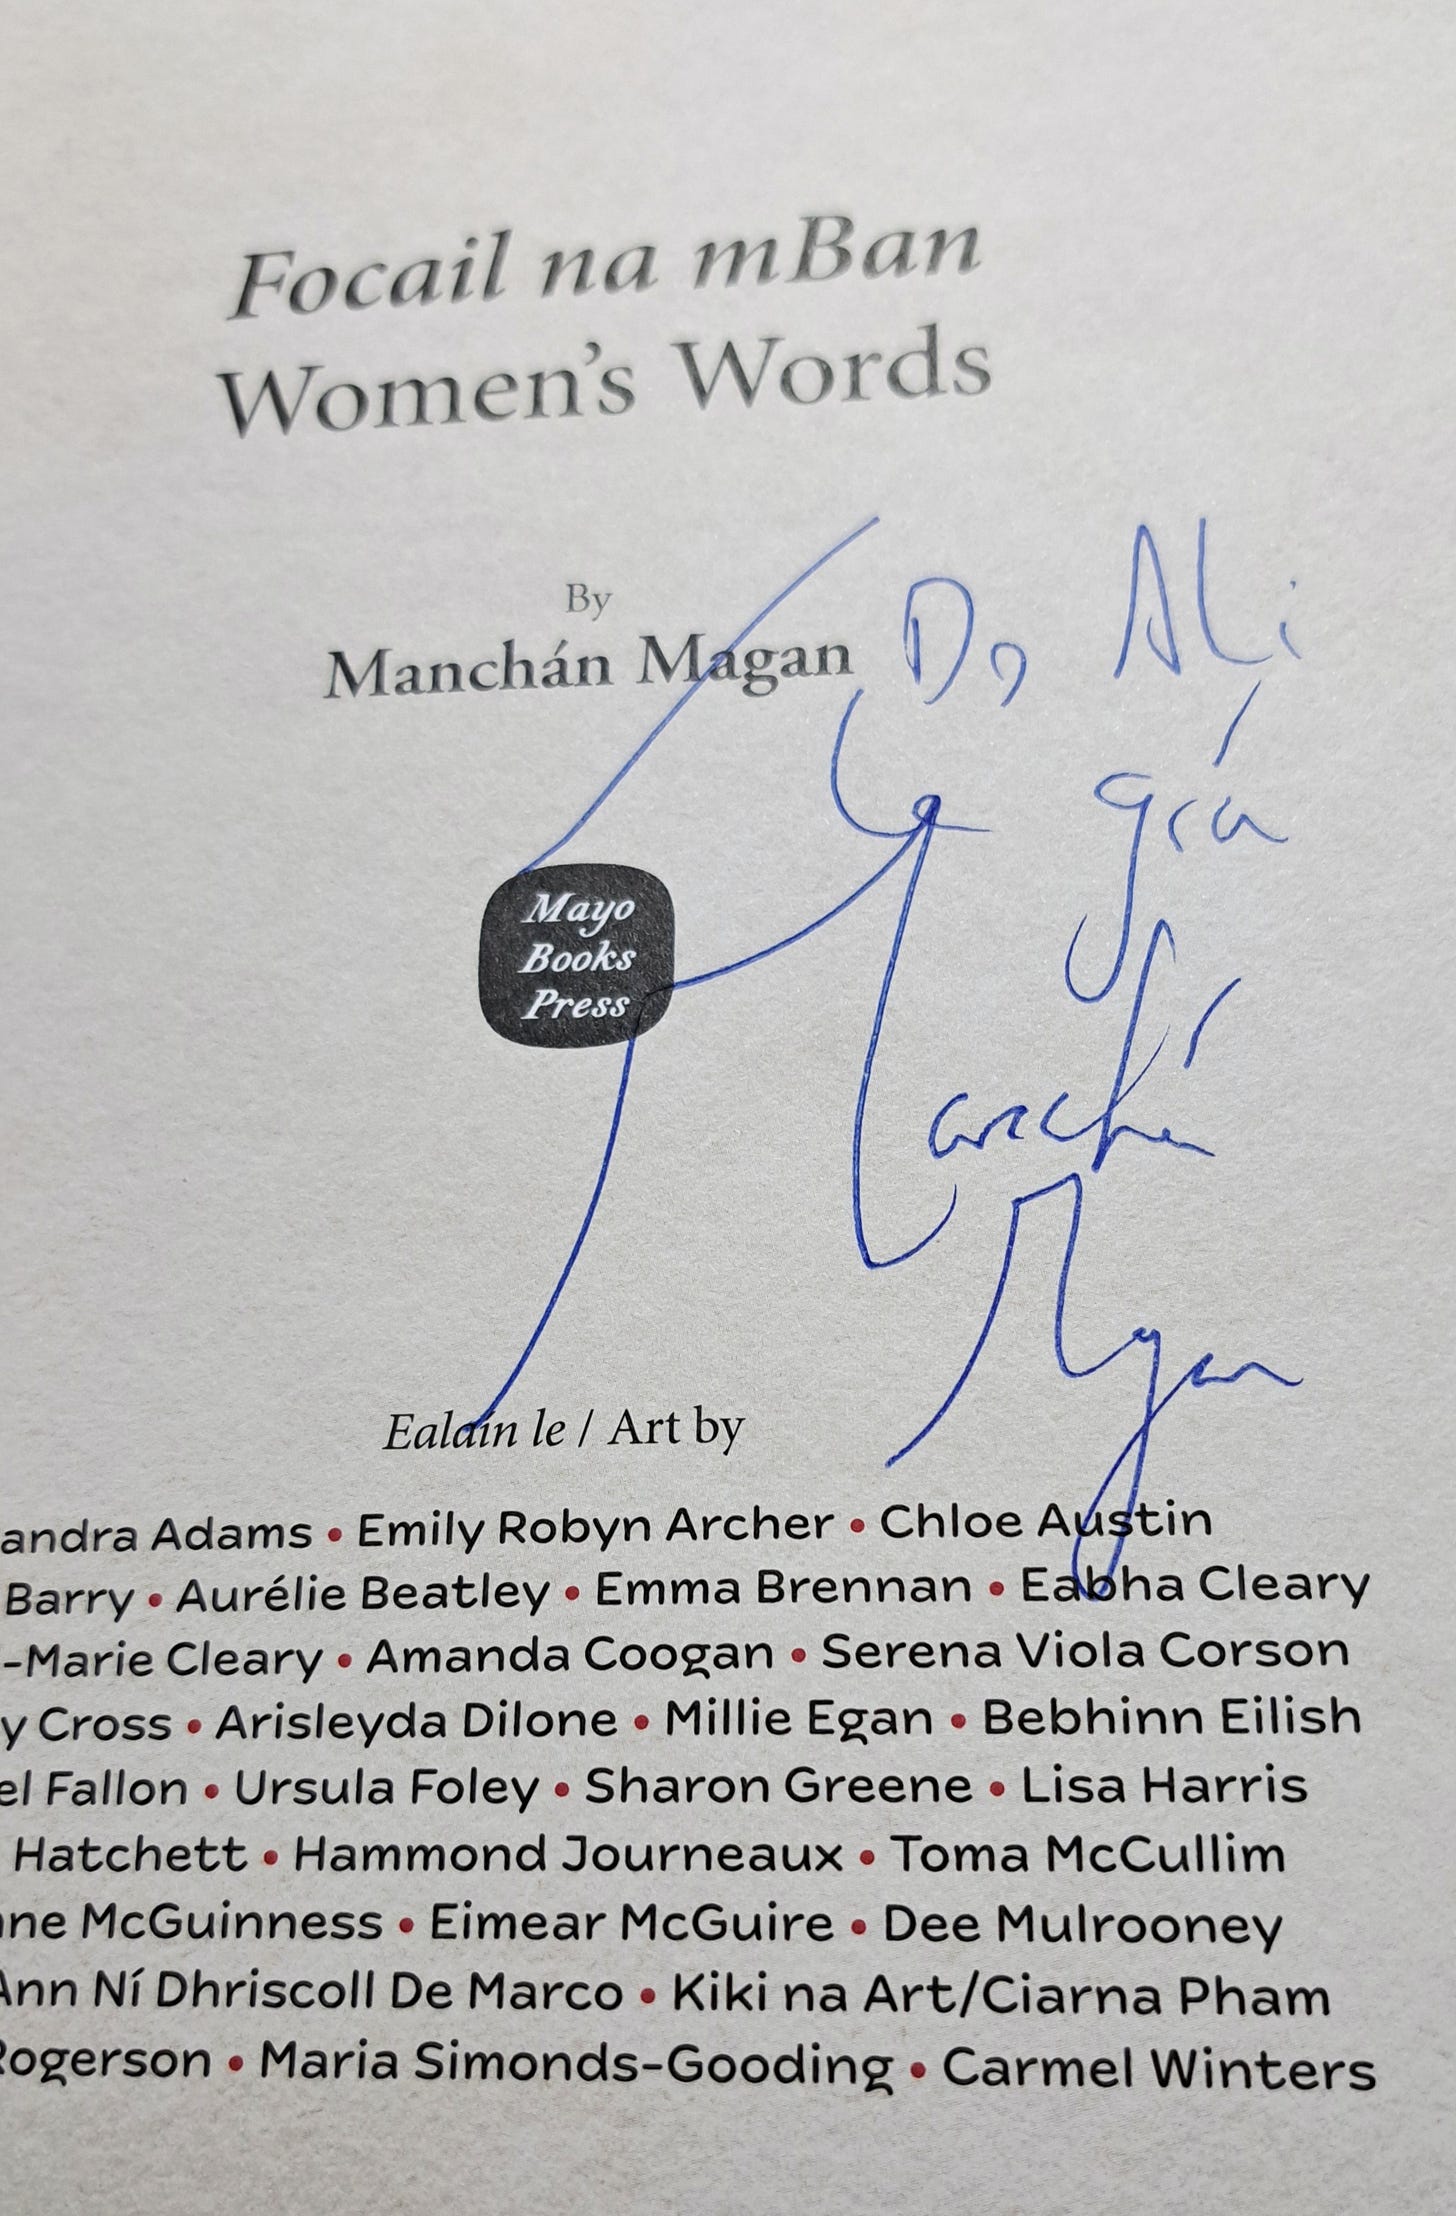 Focail na mBan
Women's Words
By
Manchán Magan
Do Ali
Le grá
Manchán
Magan
Mayo
Books
Press
Ealaín le / Art by
andra Adams • Emily Robyn Archer • Chloe Austin
Barry • Aurélie Beatley • Emma Brennan • Eabha Cleary
-Marie Cleary • Amanda Coogan • Serena Viola Corson
y Cross • Arisleyda Dilone • Millie Egan • Bebhinn Eilish
el Fallon • Ursula Foley • Sharon Greene • Lisa Harris
Hatchett • Hammond Journeaux • Toma McCullim
ne McGuinness • Eimear McGuire • Dee Mulrooney
Ann Ní Dhriscoll De Marco • Kiki na Art/Ciarna Pham
Rogerson • Maria Simonds-Gooding • Carmel Winters